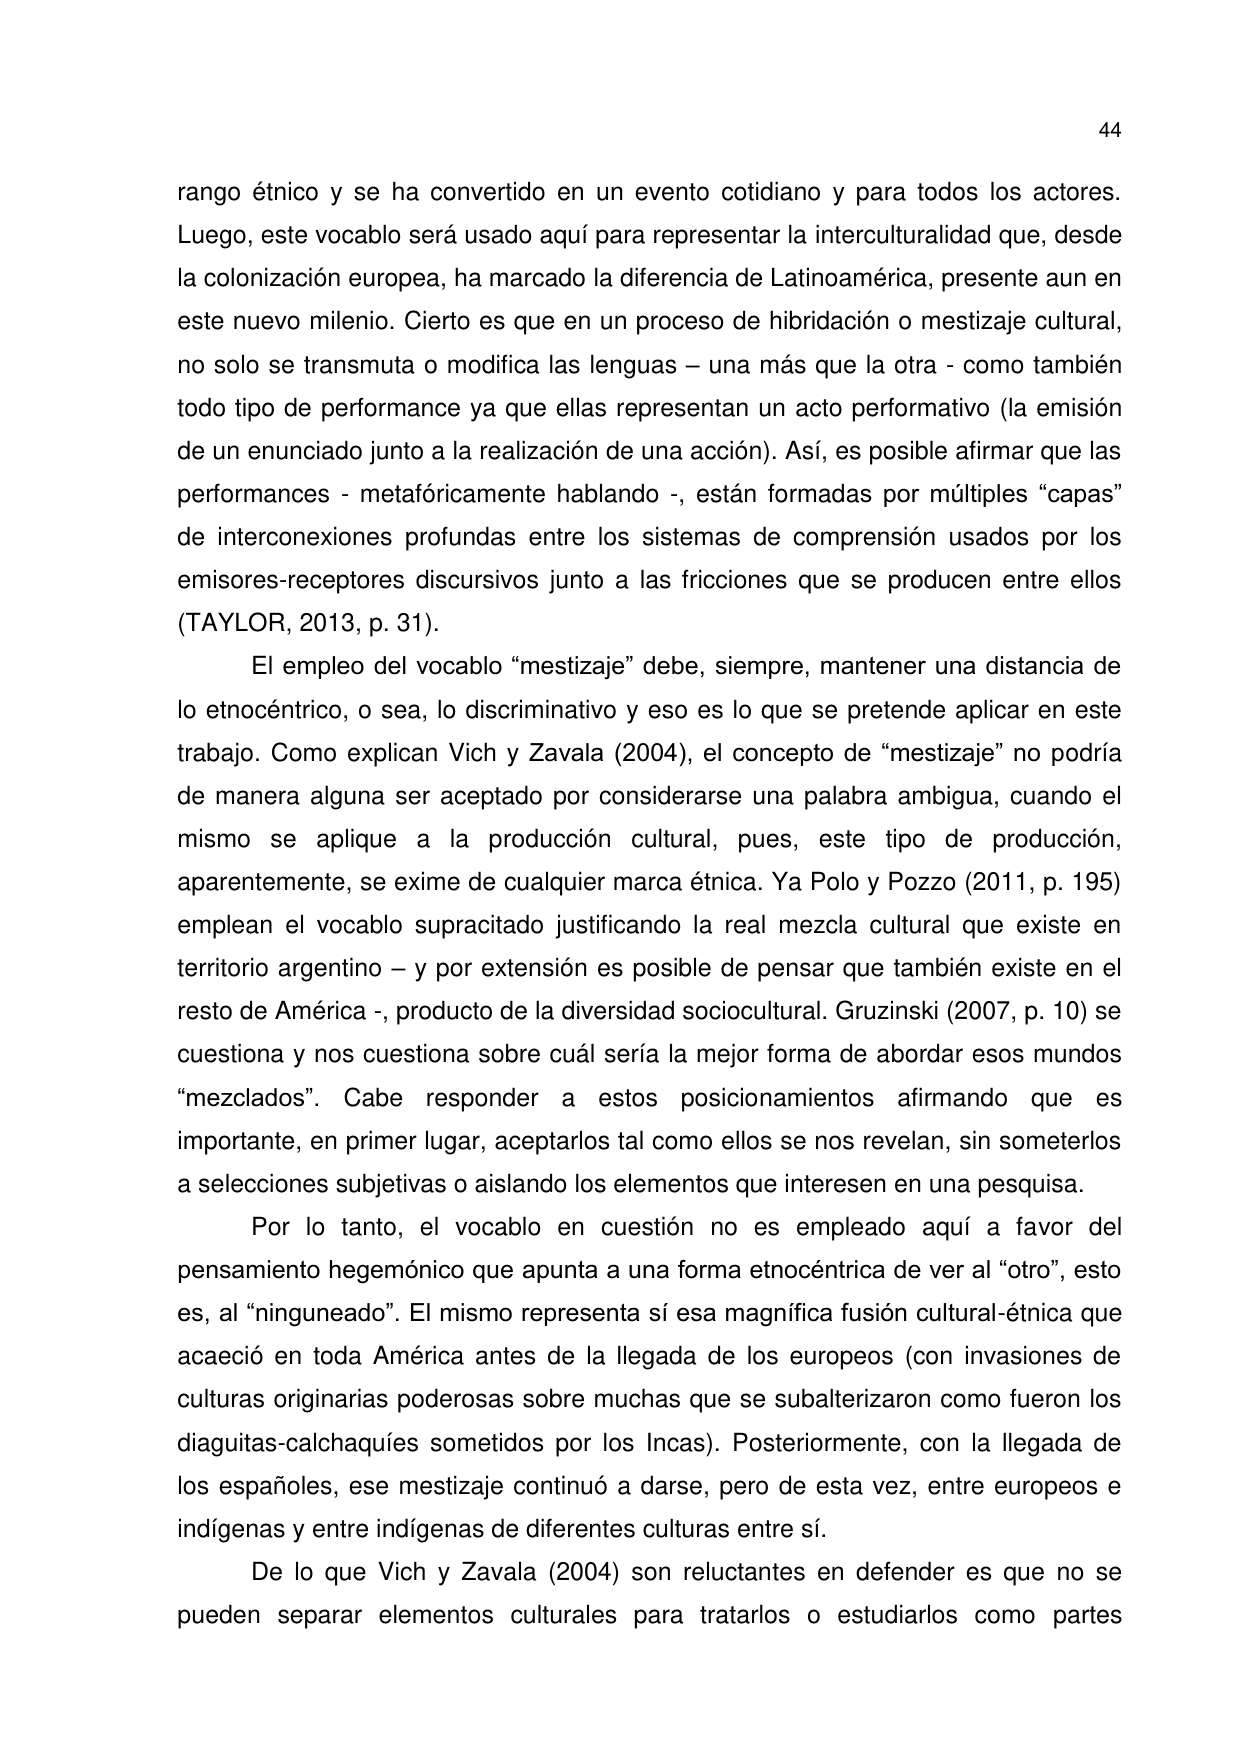 44
rango étnico y se ha convertido en un evento cotidiano y para todos los actores.
Luego, este vocablo será usado aquí para representar la interculturalidad que, desde
la colonización europea, ha marcado la diferencia de Latinoamérica, presente aun en
este nuevo milenio. Cierto es que en un proceso de hibridación o mestizaje cultural,
no solo se transmuta o modifica las lenguas – una más que la otra - como también
todo tipo de performance ya que ellas representan un acto performativo (la emisión
de un enunciado junto a la realización de una acción). Así, es posible afirmar que las
performances - metafóricamente hablando -, están formadas por múltiples “capas”
de interconexiones profundas entre los sistemas de comprensión usados por los
emisores-receptores discursivos junto a las fricciones que se producen entre ellos
(TAYLOR, 2013, p. 31).
El empleo del vocablo “mestizaje” debe, siempre, mantener una distancia de
lo etnocéntrico, o sea, lo discriminativo y eso es lo que se pretende aplicar en este
trabajo. Como explican Vich y Zavala (2004), el concepto de “mestizaje” no podría
de manera alguna ser aceptado por considerarse una palabra ambigua, cuando el
mismo se aplique a la producción cultural, pues, este tipo de producción,
aparentemente, se exime de cualquier marca étnica. Ya Polo y Pozzo (2011, p. 195)
emplean el vocablo supracitado justificando la real mezcla cultural que existe en
territorio argentino – y por extensión es posible de pensar que también existe en el
resto de América -, producto de la diversidad sociocultural. Gruzinski (2007, p. 10) se
cuestiona y nos cuestiona sobre cuál sería la mejor forma de abordar esos mundos
“mezclados”. Cabe responder a estos posicionamientos afirmando que es
importante, en primer lugar, aceptarlos tal como ellos se nos revelan, sin someterlos
a selecciones subjetivas o aislando los elementos que interesen en una pesquisa.
Por lo tanto, el vocablo en cuestión no es empleado aquí a favor del
pensamiento hegemónico que apunta a una forma etnocéntrica de ver al “otro”, esto
es, al “ninguneado”. El mismo representa sí esa magnífica fusión cultural-étnica que
acaeció en toda América antes de la llegada de los europeos (con invasiones de
culturas originarias poderosas sobre muchas que se subalterizaron como fueron los
diaguitas-calchaquíes sometidos por los Incas). Posteriormente, con la llegada de
los españoles, ese mestizaje continuó a darse, pero de esta vez, entre europeos e
indígenas y entre indígenas de diferentes culturas entre sí.
De lo que Vich y Zavala (2004) son reluctantes en defender es que no se
pueden separar elementos culturales para tratarlos o estudiarlos como partes